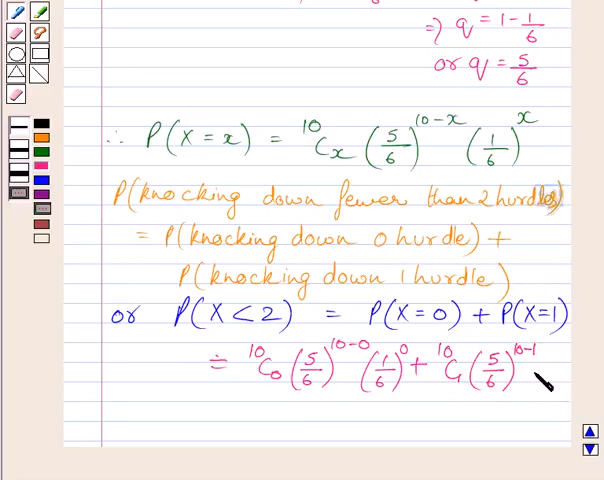 ⇒ q = 1 - 1/6
or q = 5/6
∴ P(X = x) = ¹⁰Cₓ (5/6)^(10-x) (1/6)^x
P(knocking down fewer than 2 hurdles)
= P(knocking down 0 hurdle) +
P(knocking down 1 hurdle)
or P(X < 2) = P(X=0) + P(X=1)
= ¹⁰C₀ (5/6)^(10-0) (1/6)^0 + ¹⁰C₁ (5/6)^(10-1)